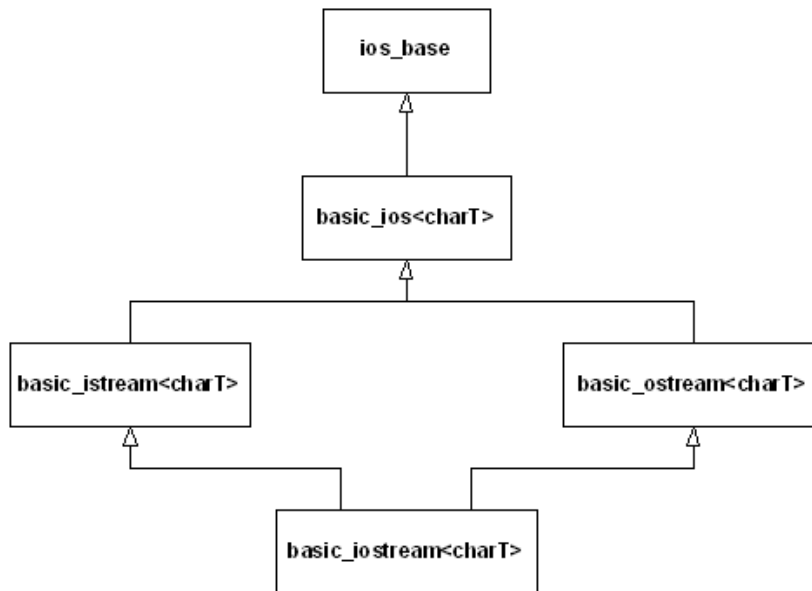 ios_base
basic_ios<charT>
basic_istream<charT>
basic_ostream<charT>
basic_iostream<charT>